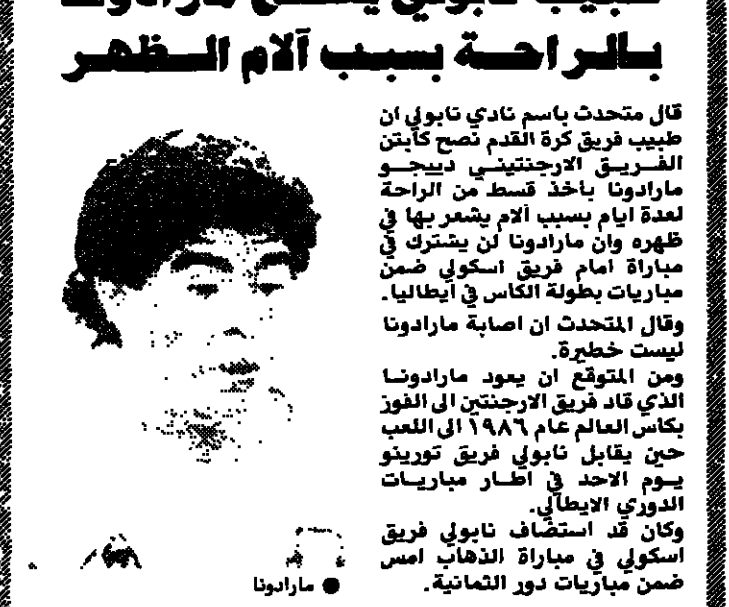 طبيب نابولي ينصح مارادونا
بالراحة بسبب آلام الظهر
قال متحدث باسم نادي نابولي ان
طبيب فريق كرة القدم نصح كابتن
الفريق الارجنتيني دييجو
مارادونا بأخذ قسط من الراحة
لعدة ايام بسبب آلام يشعر بها في
ظهره وان مارادونا لن يشترك في
مباراة امام فريق اسكولي ضمن
مباريات بطولة الكاس في ايطاليا.
وقال المتحدث ان اصابة مارادونا
ليست خطيرة.
ومن المتوقع ان يعود مارادونا
الذي قاد فريق الارجنتين الى الفوز
بكاس العالم عام ١٩٨٦ الى اللعب
حين يقابل نابولي فريق تورينو
يوم الاحد في اطار مباريات
الدوري الايطالي.
وكان قد استضاف نابولي فريق
اسكولي في مباراة الذهاب امس
ضمن مباريات دور الثمانية.
● مارادونا